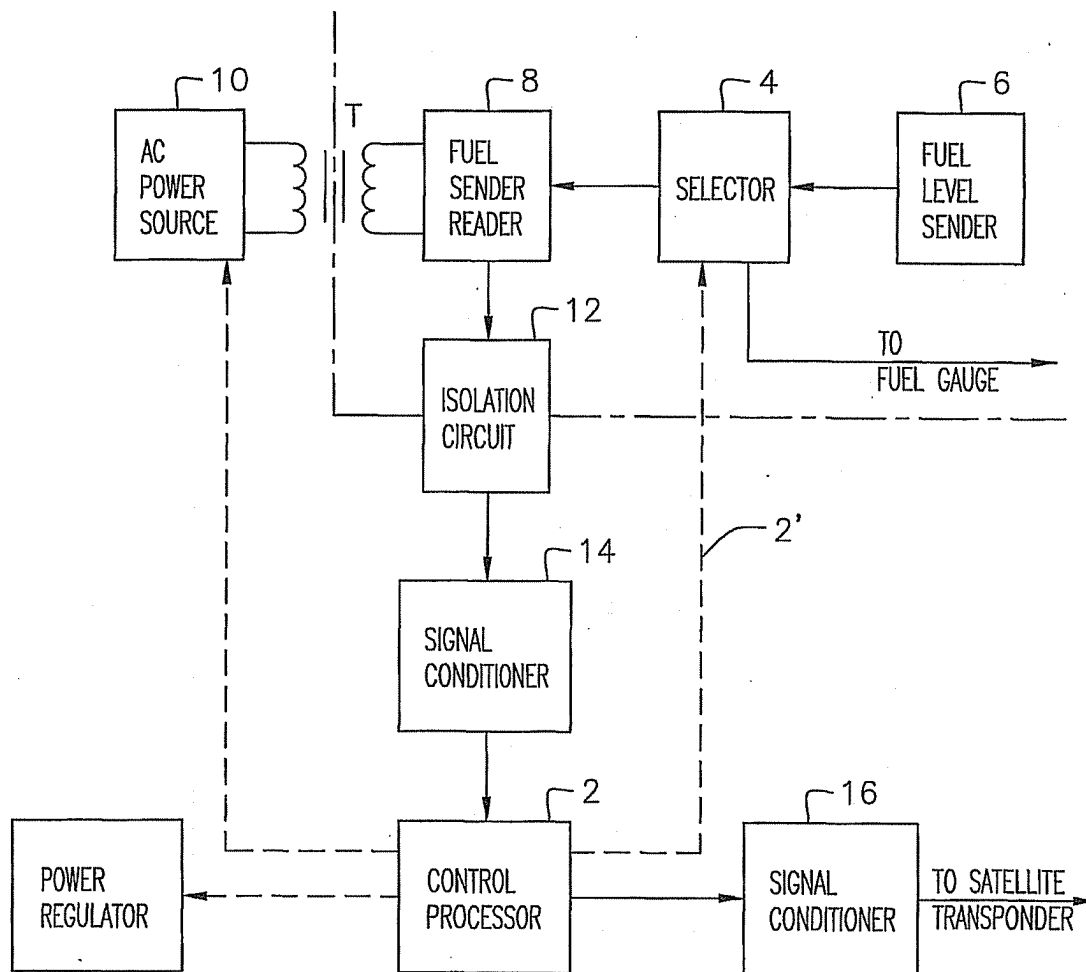 10
8
4
6
T
AC
POWER
SOURCE
FUEL
SENDER
READER
SELECTOR
FUEL
LEVEL
SENDER
12
TO
FUEL GAUGE
ISOLATION
CIRCUIT
2'
14
SIGNAL
CONDITIONER
2
16
POWER
REGULATOR
CONTROL
PROCESSOR
SIGNAL
CONDITIONER
TO SATELLITE
TRANSPONDER